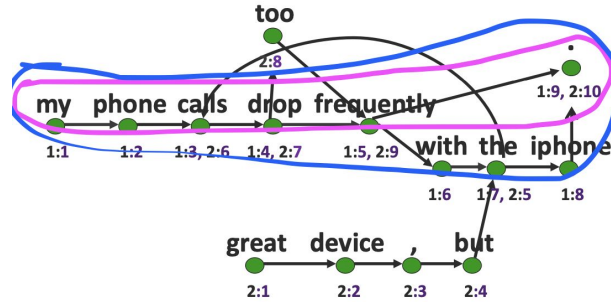 too
2:8
.
1:9, 2:10
my phone calls drop frequently
1:1 1:2 1:3, 2:6 1:4, 2:7 1:5, 2:9
with the iphone
1:6 1:7, 2:5 1:8
great device , but
2:1 2:2 2:3 2:4